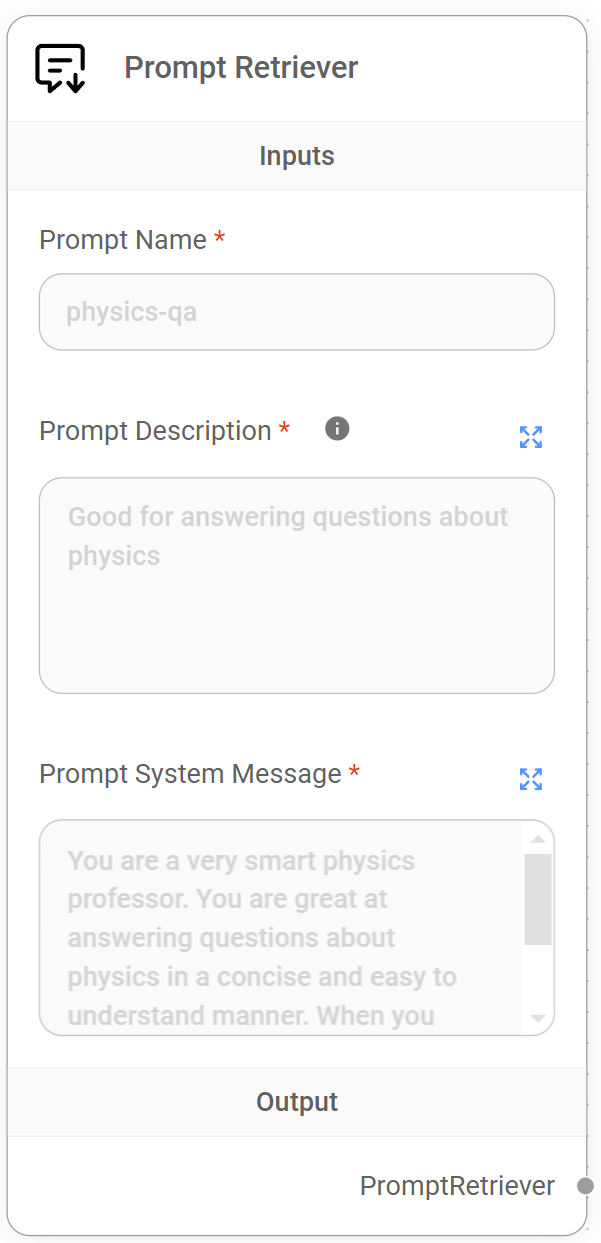 Prompt Retriever
Inputs
Prompt Name *
physics-qa
Prompt Description *
Good for answering questions about
physics
Prompt System Message *
You are a very smart physics
professor. You are great at
answering questions about
physics in a concise and easy to
understand manner. When you
Output
PromptRetriever